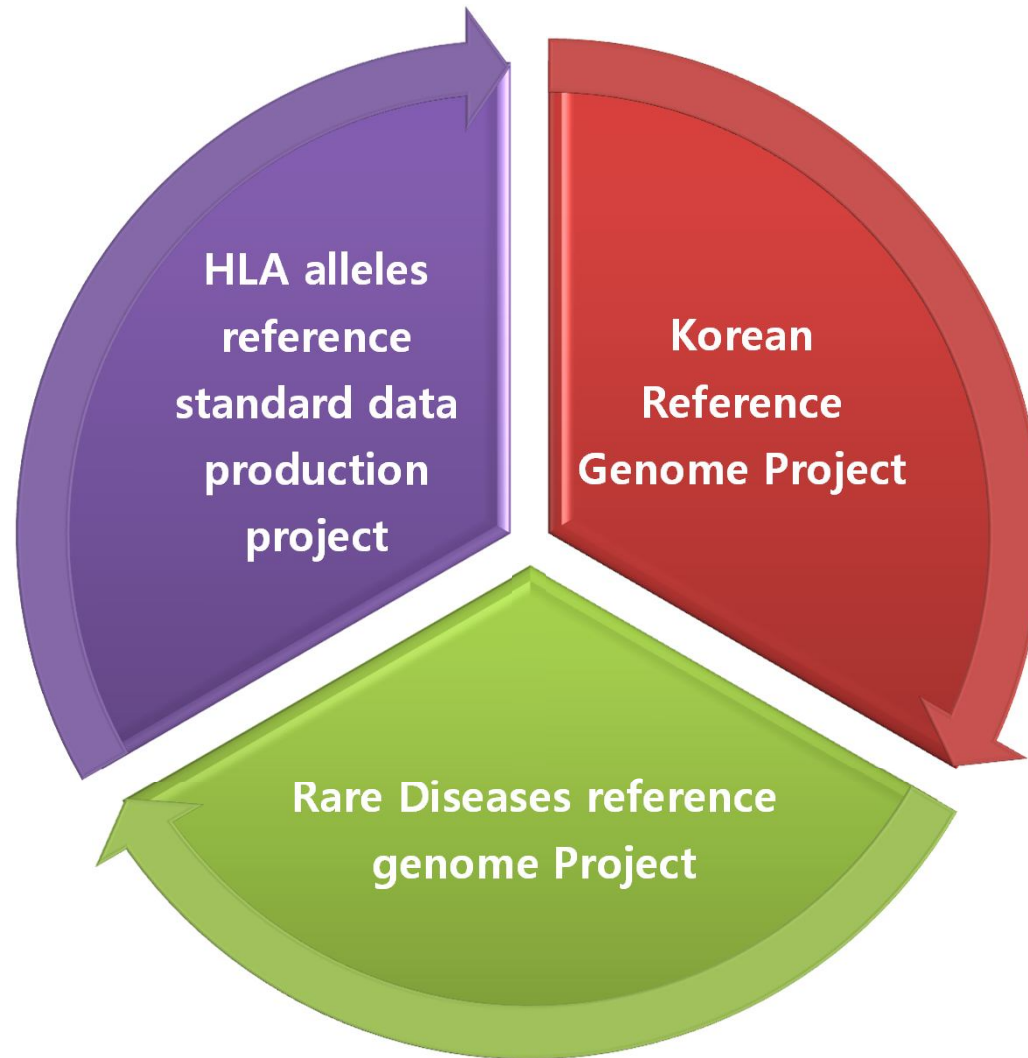 HLA alleles
reference
standard data
production
project
Korean
Reference
Genome Project
Rare Diseases reference
genome Project